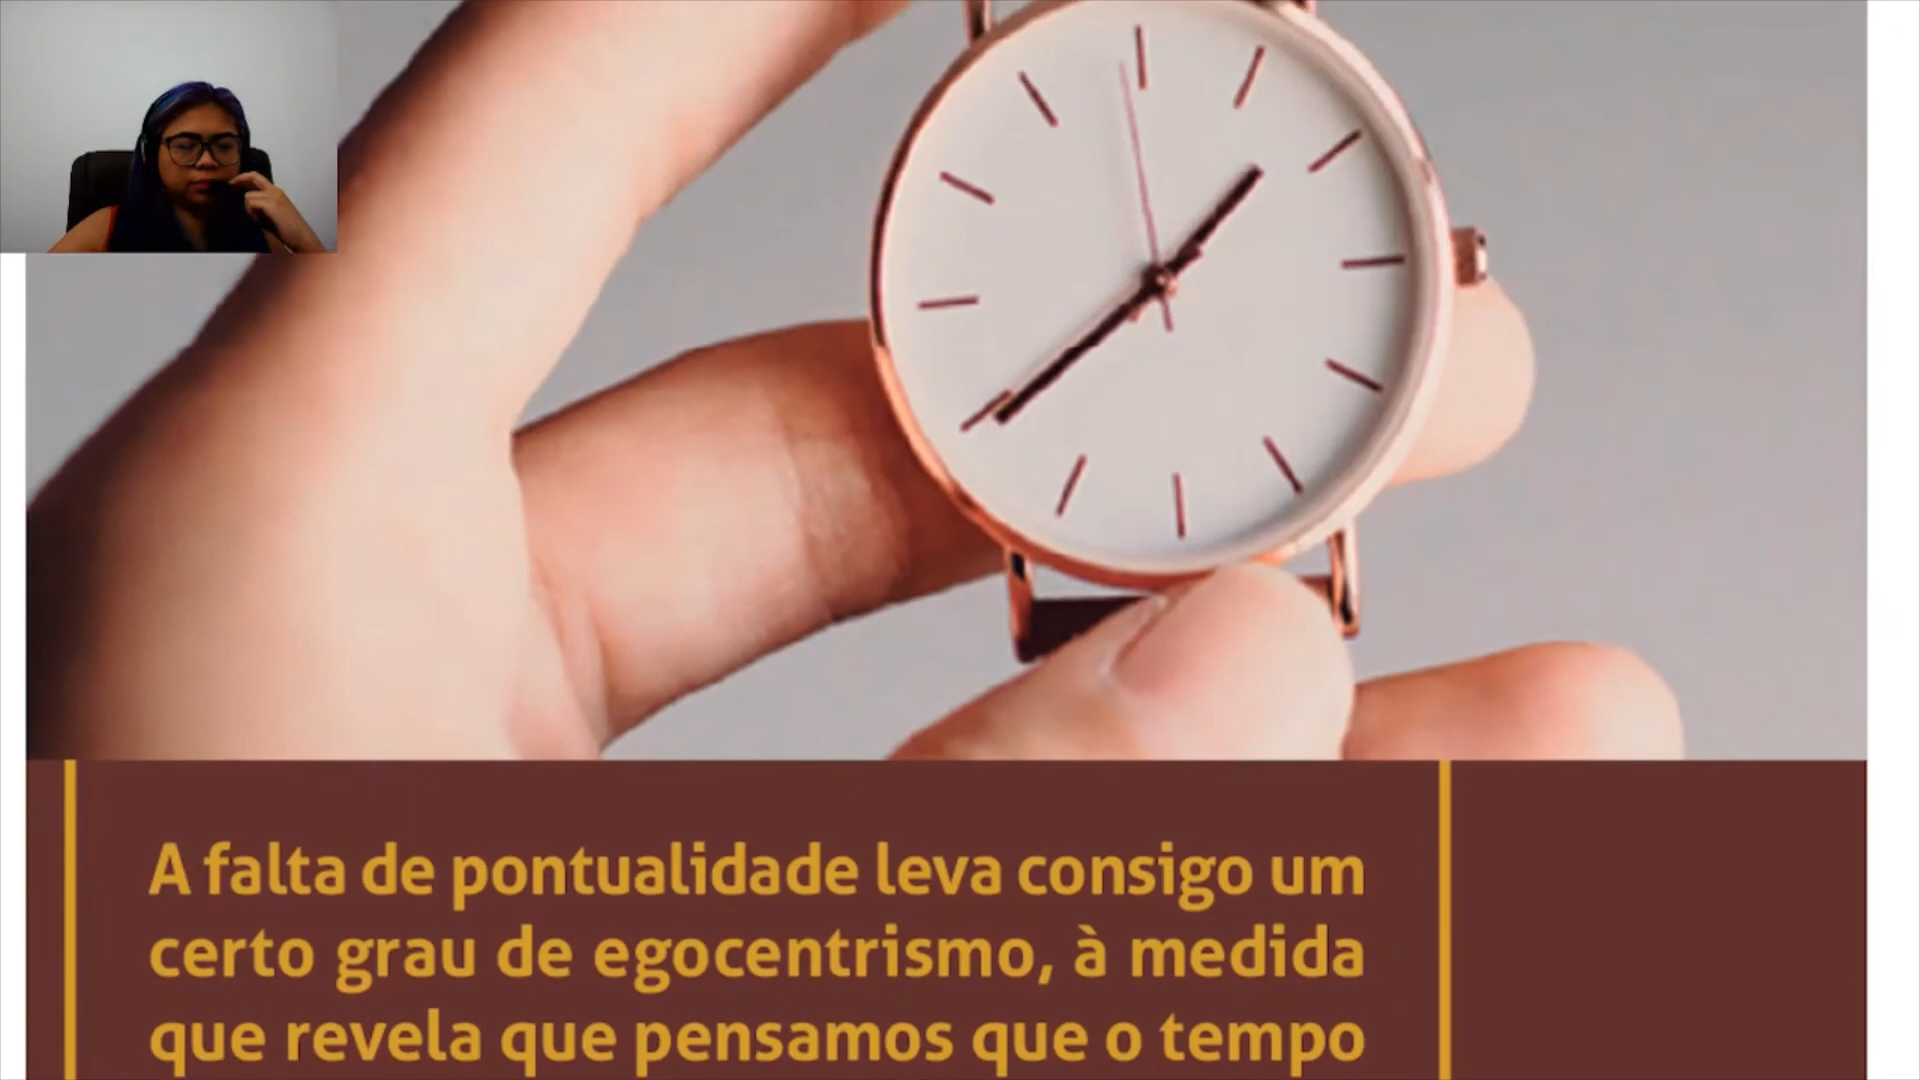 A falta de pontualidade leva consigo um
certo grau de egocentrismo, à medida
que revela que pensamos que o tempo